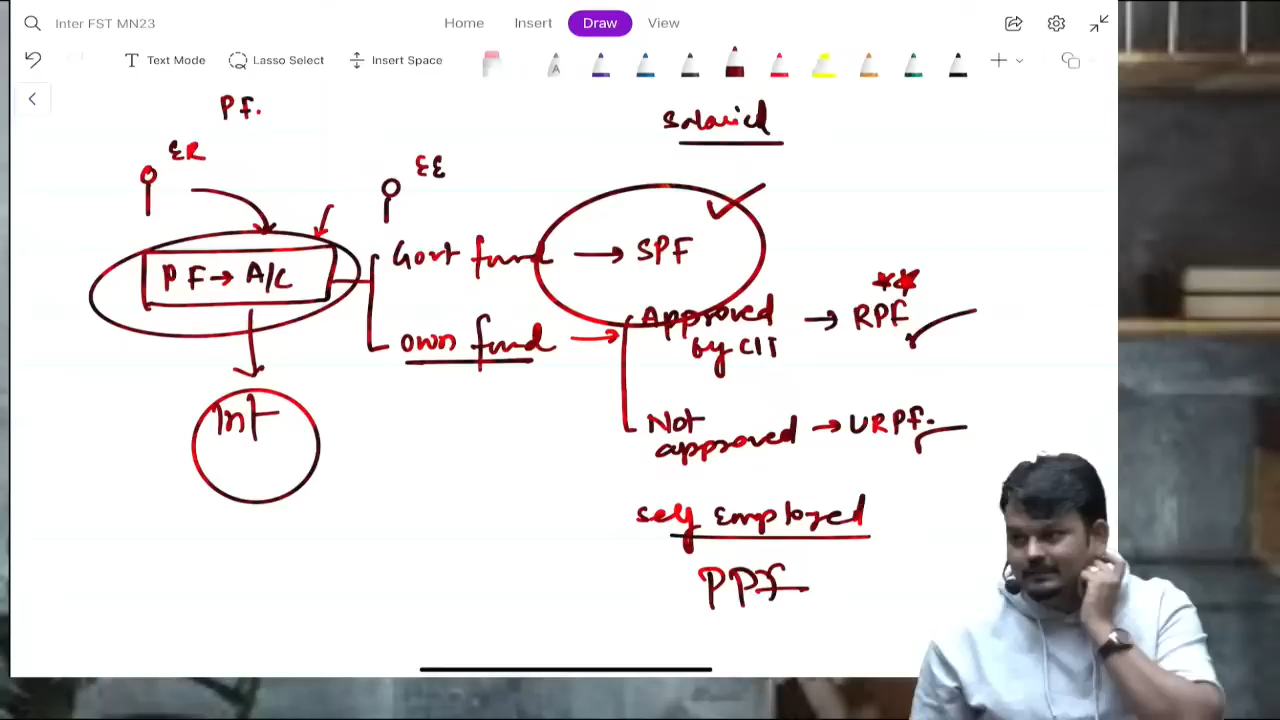 Inter FST MN23
Home Insert Draw View
Text Mode Lasso Select Insert Space
A
PF.
Salaried
ER
EE
Govt fund → SPF
PF → A/C
Approved → RPF **
by CIT
own fund →
Int
Not
approved → URPF.
self Employed
PPF